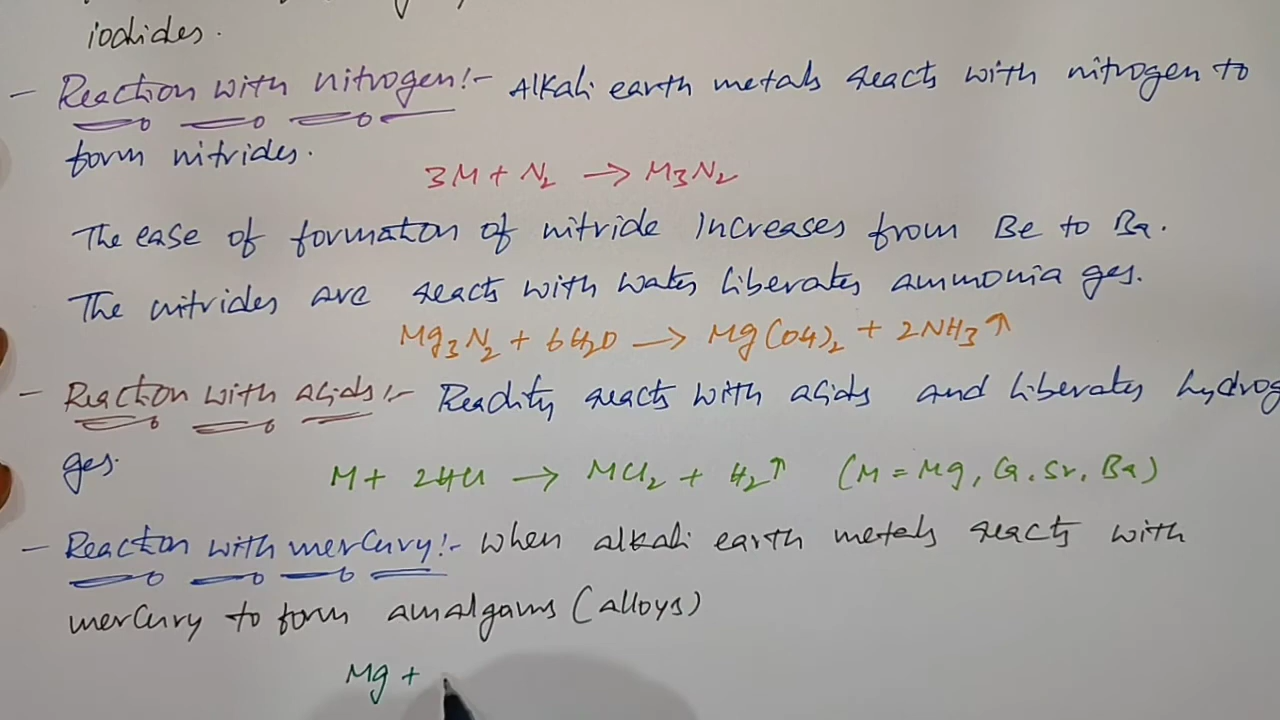 iodides.
- Reaction with nitrogen:- Alkali earth metals reacts with nitrogen to
form nitrides.
3M + N₂ → M₃N₂
The ease of formation of nitride increases from Be to Ba.
The nitrides are reacts with water liberates ammonia gas.
Mg₃N₂ + 6H₂O → Mg(OH)₂ + 2NH₃↑
- Reaction with acids:- Readity reacts with acids and liberates hydrog
gas.
M + 2HCl → MCl₂ + H₂↑ (M = Mg, Ca, Sr, Ba)
- Reaction with mercury:- When alkali earth metals reacts with
mercury to form amalgams (alloys)
Mg +